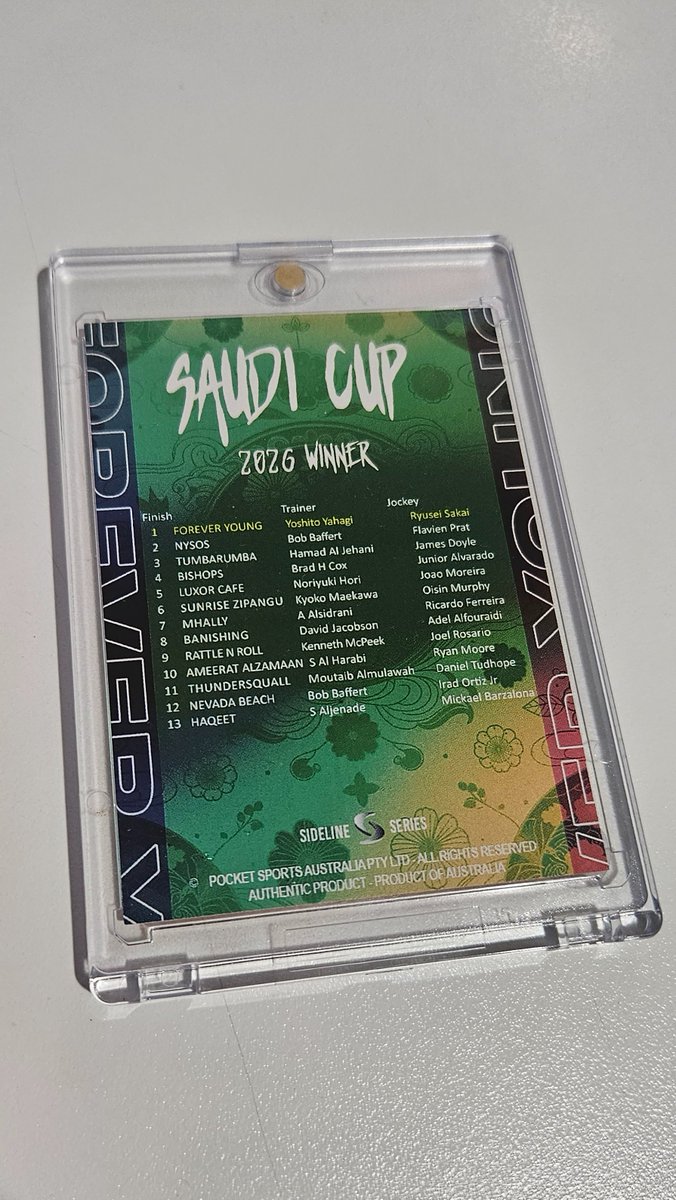 SAUDI CUP
2026 WINNER
Finish Trainer Jockey
1 FOREVER YOUNG Yoshito Yahagi Ryusei Sakai
2 NYSOS Bob Baffert Flavien Prat
3 TUMBARUMBA Hamad Al Jehani James Doyle
4 BISHOPS Brad H Cox Junior Alvarado
5 LUXOR CAFE Noriyuki Hori Joao Moreira
6 SUNRISE ZIPANGU Kyoko Maekawa Oisin Murphy
7 MHALLY A Alsidrani Ricardo Ferreira
8 BANISHING David Jacobson Adel Alfouraidi
9 RATTLE N ROLL Kenneth McPeek Joel Rosario
10 AMEERAT ALZAMAAN S Al Harabi Ryan Moore
11 THUNDERSQUALL Moutaib Almulawah Daniel Tudhope
12 NEVADA BEACH Bob Baffert Irad Ortiz Jr
13 HAQEET S Aljenade Mickael Barzalona
SIDELINE S SERIES
© POCKET SPORTS AUSTRALIA PTY LTD - ALL RIGHTS RESERVED
AUTHENTIC PRODUCT - PRODUCT OF AUSTRALIA
FOREVER Y
VER YOUNG